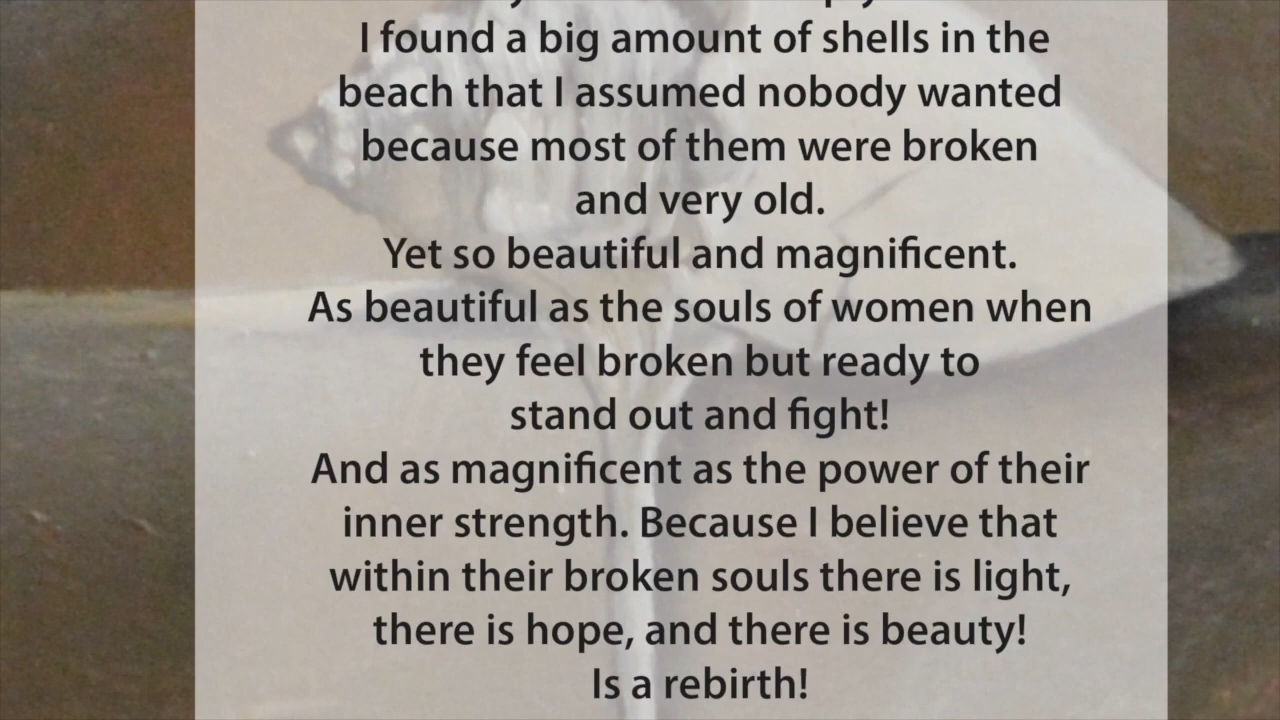 I found a big amount of shells in the
beach that I assumed nobody wanted
because most of them were broken
and very old.
Yet so beautiful and magnificent.
As beautiful as the souls of women when
they feel broken but ready to
stand out and fight!
And as magnificent as the power of their
inner strength. Because I believe that
within their broken souls there is light,
there is hope, and there is beauty!
Is a rebirth!